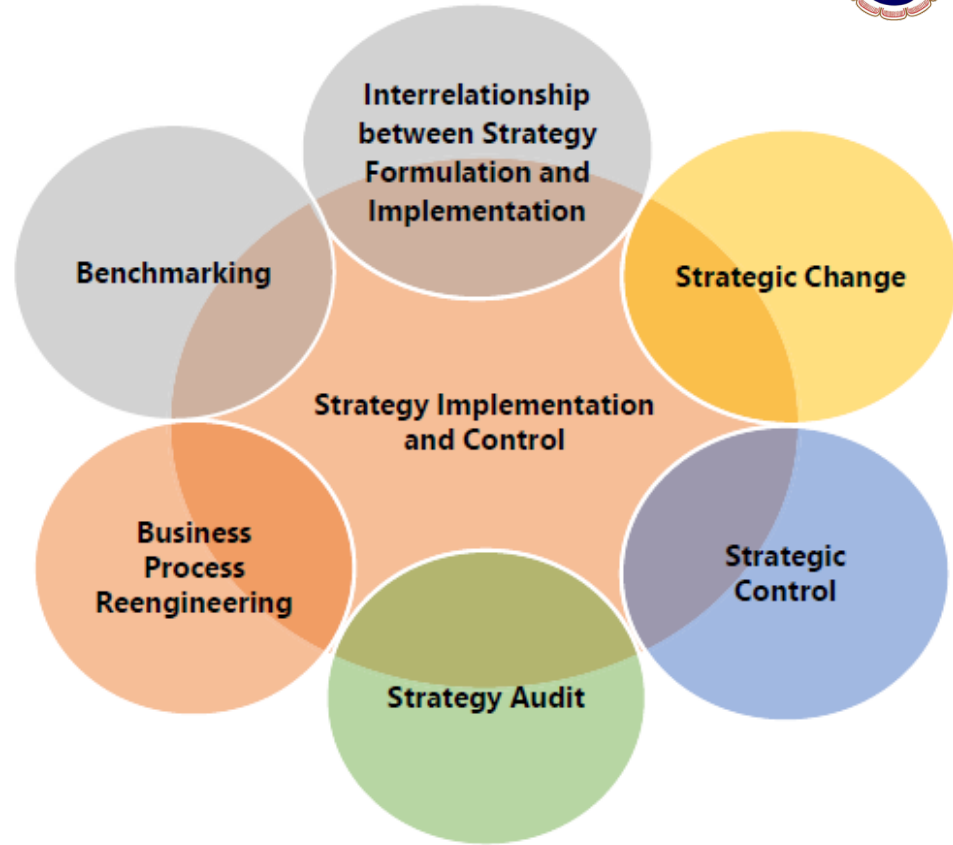 Interrelationship
between Strategy
Formulation and
Implementation
Benchmarking
Strategic Change
Strategy Implementation
and Control
Business
Process
Reengineering
Strategic
Control
Strategy Audit